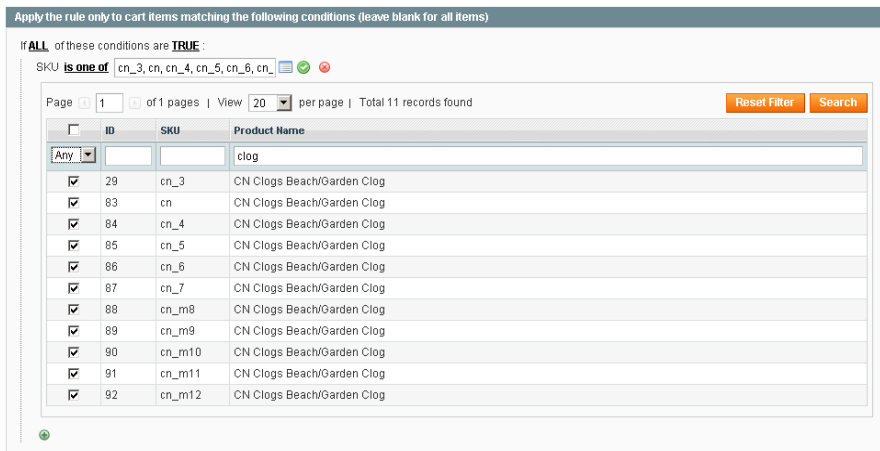 Apply the rule only to cart items matching the following conditions (leave blank for all items)
If ALL of these conditions are TRUE :
SKU is one of cn_3, cn, cn_4, cn_5, cn_6, cn_
Page 1 of 1 pages | View 20 per page | Total 11 records found Reset Filter Search
ID SKU Product Name
Any clog
29 cn_3 CN Clogs Beach/Garden Clog
83 cn CN Clogs Beach/Garden Clog
84 cn_4 CN Clogs Beach/Garden Clog
85 cn_5 CN Clogs Beach/Garden Clog
86 cn_6 CN Clogs Beach/Garden Clog
87 cn_7 CN Clogs Beach/Garden Clog
88 cn_m8 CN Clogs Beach/Garden Clog
89 cn_m9 CN Clogs Beach/Garden Clog
90 cn_m10 CN Clogs Beach/Garden Clog
91 cn_m11 CN Clogs Beach/Garden Clog
92 cn_m12 CN Clogs Beach/Garden Clog